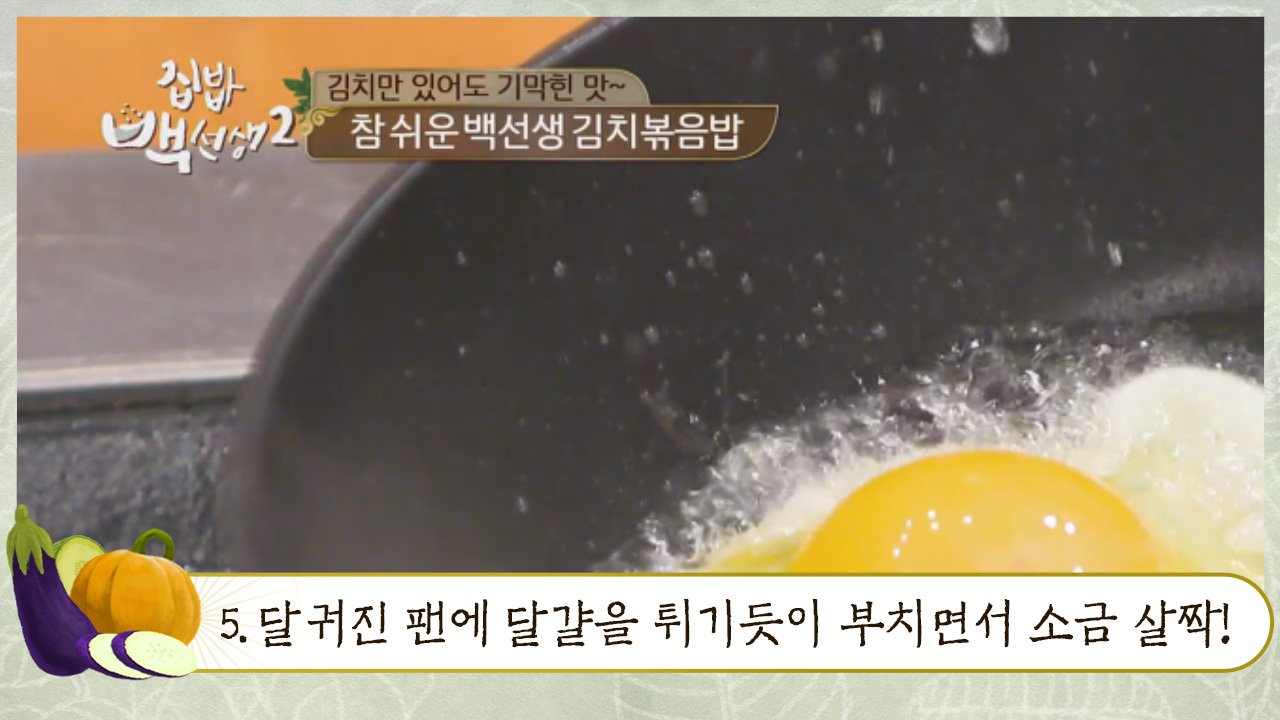 집밥
백선생2
김치만 있어도 기막힌 맛~
참 쉬운 백선생 김치볶음밥
5. 달궈진 팬에 달걀을 튀기듯이 부치면서 소금 살짝!